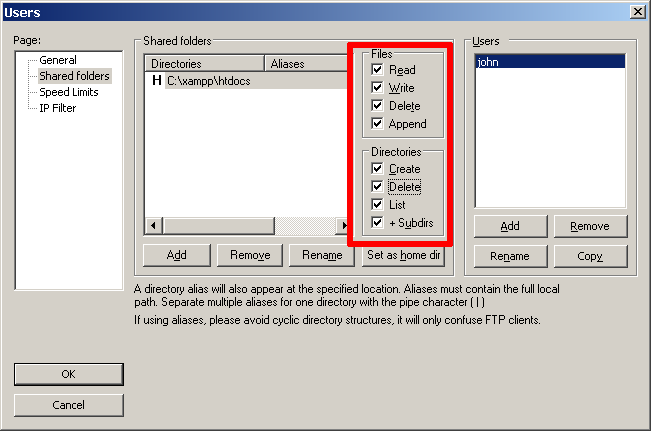 Users
Page:
General
Shared folders
Speed Limits
IP Filter
Shared folders
Directories Aliases
H C:\xampp\htdocs
Files
Read
Write
Delete
Append
Directories
Create
Delete
List
+ Subdirs
Add Remove Rename Set as home dir
Users
john
Add Remove
Rename Copy
A directory alias will also appear at the specified location. Aliases must contain the full local
path. Separate multiple aliases for one directory with the pipe character ( | )
If using aliases, please avoid cyclic directory structures, it will only confuse FTP clients.
OK
Cancel